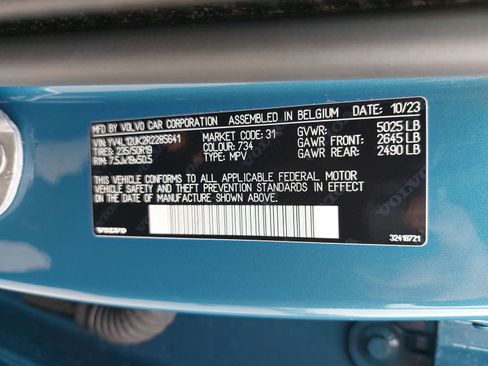 MFD BY VOLVO CAR CORPORATION ASSEMBLED IN BELGIUM DATE: 10/23
VIN: YV4L12UK2R2285641 MARKET CODE: 31 GVWR: 5025 LB
TIRES: 235/50R19 COLOUR: 734 GAWR FRONT: 2645 LB
RIM: 7.5Jx19x50.5 TYPE: MPV GAWR REAR: 2490 LB
THIS VEHICLE CONFORMS TO ALL APPLICABLE FEDERAL MOTOR
VEHICLE SAFETY AND THEFT PREVENTION STANDARDS IN EFFECT
ON THE DATE OF MANUFACTURE SHOWN ABOVE.
VOLVO 32418721